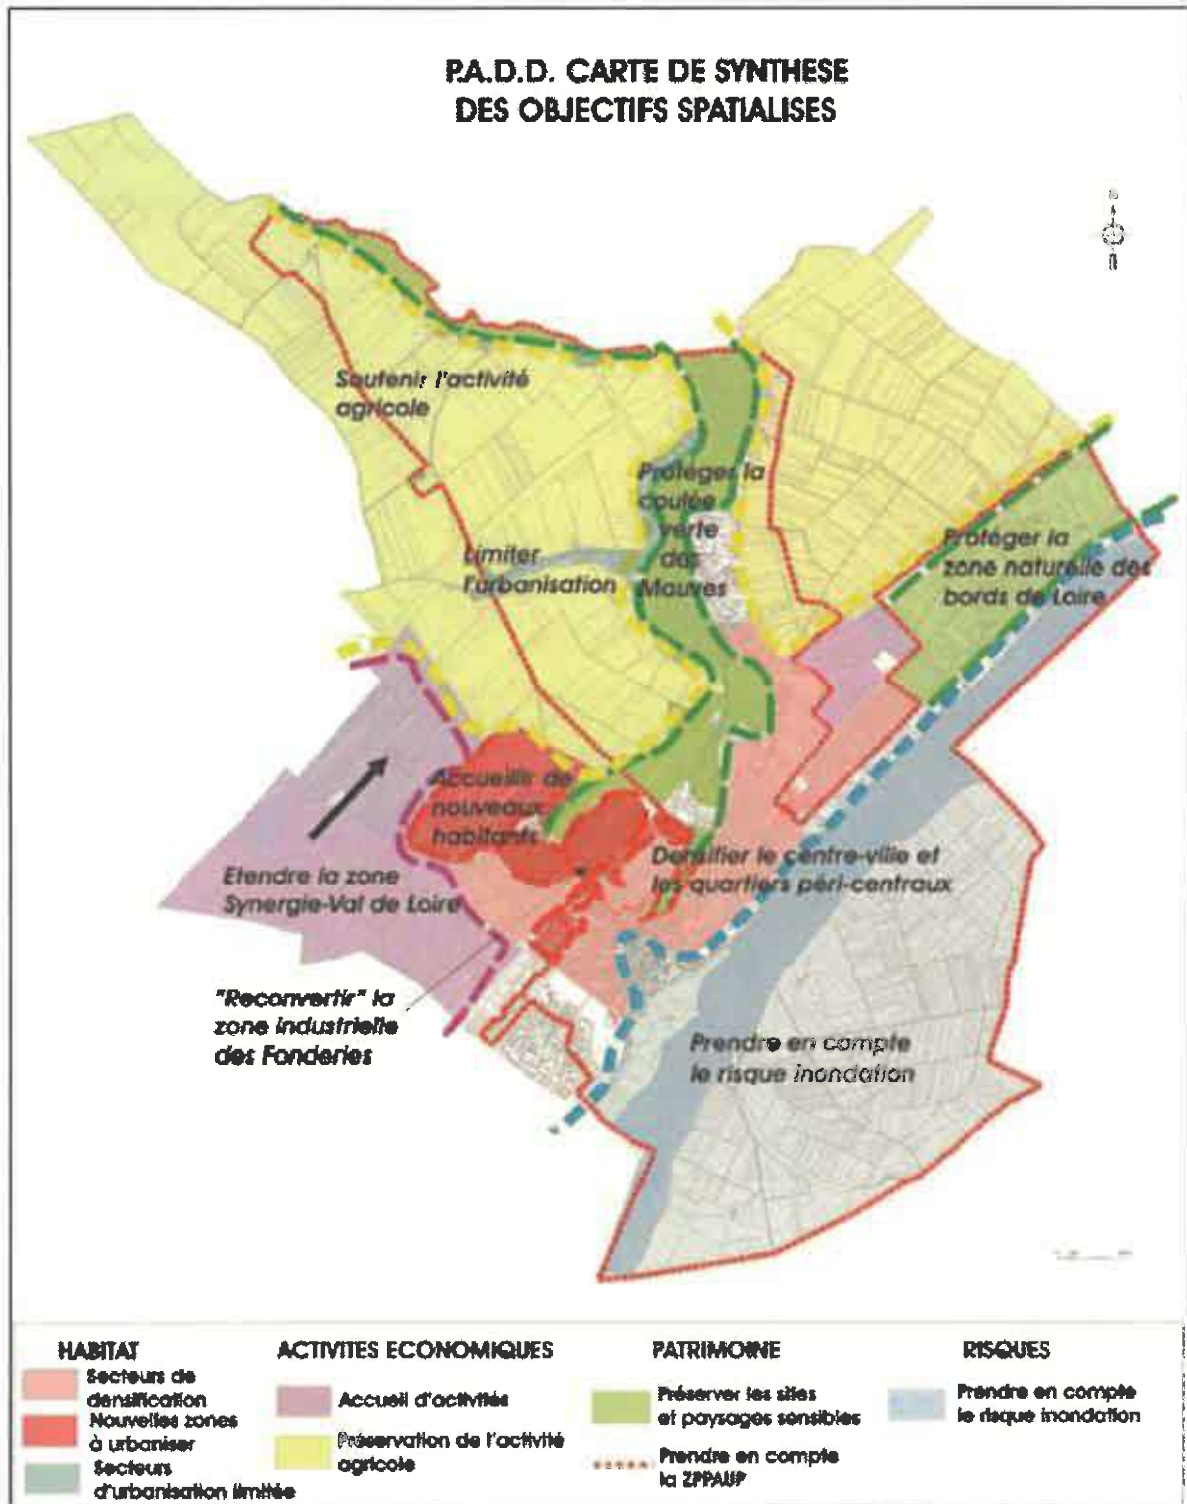 P.A.D.D. CARTE DE SYNTHESE
DES OBJECTIFS SPATIALISES
Soutenir l'activité
agricole
Protéger la
coulée
verte
des
Mauves
Limiter
l'urbanisation
Protéger la
zone naturelle des
bords de Loire
Accueillir de
nouveaux
habitants
Densifier le centre-ville et
les quartiers péri-centraux
Etendre la zone
Synergie-Val de Loire
"Reconvertir" la
zone industrielle
des Fonderies
Prendre en compte
le risque inondation
HABITAT
Secteurs de
densification
Nouvelles zones
à urbaniser
Secteurs
d'urbanisation limitée
ACTIVITES ECONOMIQUES
Accueil d'activités
Préservation de l'activité
agricole
PATRIMOINE
Préserver les sites
et paysages sensibles
Prendre en compte
la ZPPAUP
RISQUES
Prendre en compte
le risque inondation